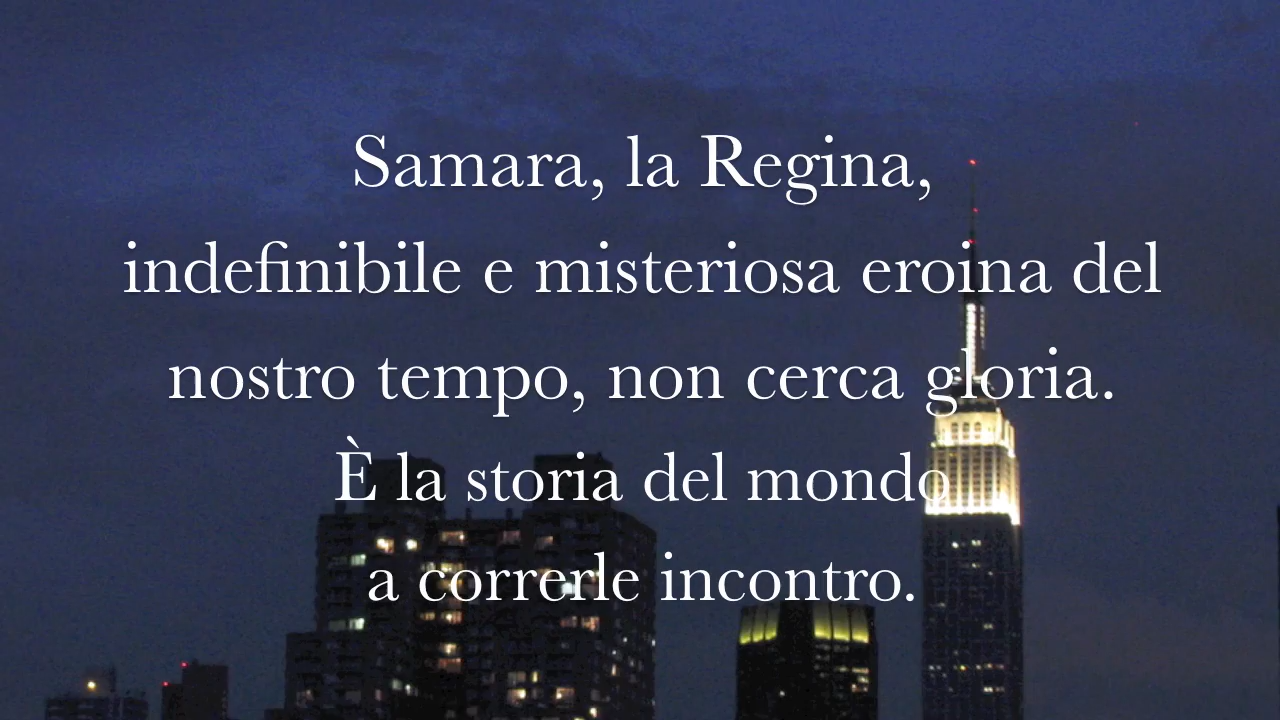 Samara, la Regina,
indefinibile e misteriosa eroina del
nostro tempo, non cerca gloria.
È la storia del mondo
a correrle incontro.